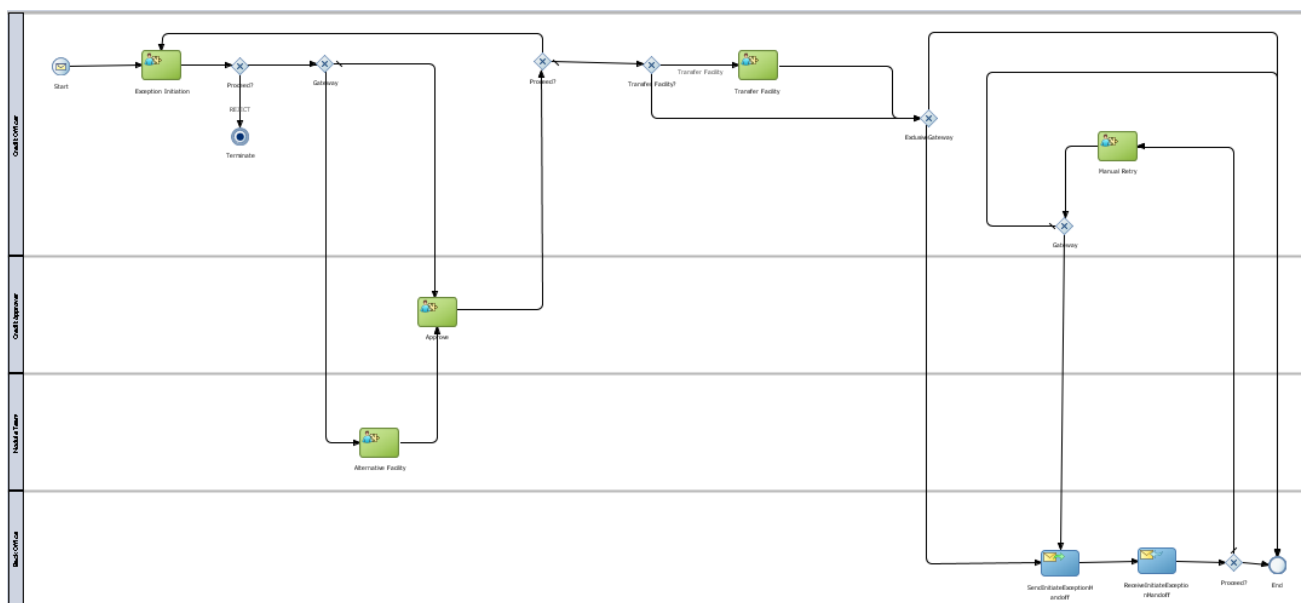 Start
Exception Initiation
Proceed?
REJECT
Terminate
Gateway
Proceed?
Transfer Facility?
Transfer Facility
Transfer Facility
ExclusiveGateway
Manual Retry
Gateway
Credit Officer
Credit Approver
Approve
Alternative Facility
Back Office
SendInitiateExceptionH
andoff
ReceiveInitiateExceptio
nHandoff
Proceed?
End